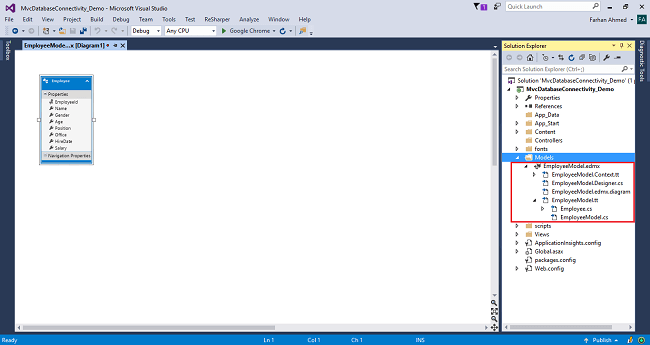 MvcDatabaseConnectivity_Demo - Microsoft Visual Studio
1
Quick Launch (Ctrl+Q)
File Edit View Project Build Debug Team Tools Test ReSharper Analyze Window Help
Farhan Ahmed FA
Debug Any CPU Google Chrome
Toolbox
EmployeeMode...x [Diagram1]
Employee
Properties
EmployeeId
Name
Gender
Age
Position
Office
HireDate
Salary
Navigation Properties
Solution Explorer
Search Solution Explorer (Ctrl+;)
Solution 'MvcDatabaseConnectivity_Demo' (1
MvcDatabaseConnectivity_Demo
Properties
References
App_Data
App_Start
Content
Controllers
fonts
Models
EmployeeModel.edmx
EmployeeModel.Context.tt
EmployeeModel.Designer.cs
EmployeeModel.edmx.diagram
EmployeeModel.tt
Employee.cs
EmployeeModel.cs
scripts
Views
ApplicationInsights.config
Global.asax
packages.config
Web.config
Diagnostic Tools
Ready Ln 1 Col 1 Ch 1 INS Publish